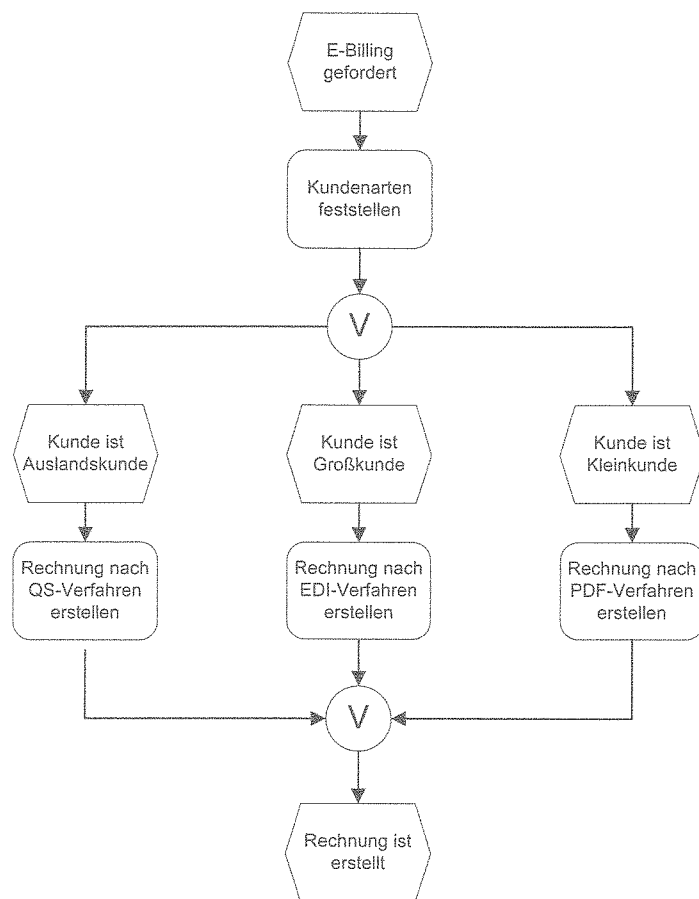 E-Billing
gefordert
Kundenarten
feststellen
V
Kunde ist
Auslandskunde
Kunde ist
Großkunde
Kunde ist
Kleinkunde
Rechnung nach
QS-Verfahren
erstellen
Rechnung nach
EDI-Verfahren
erstellen
Rechnung nach
PDF-Verfahren
erstellen
V
Rechnung ist
erstellt